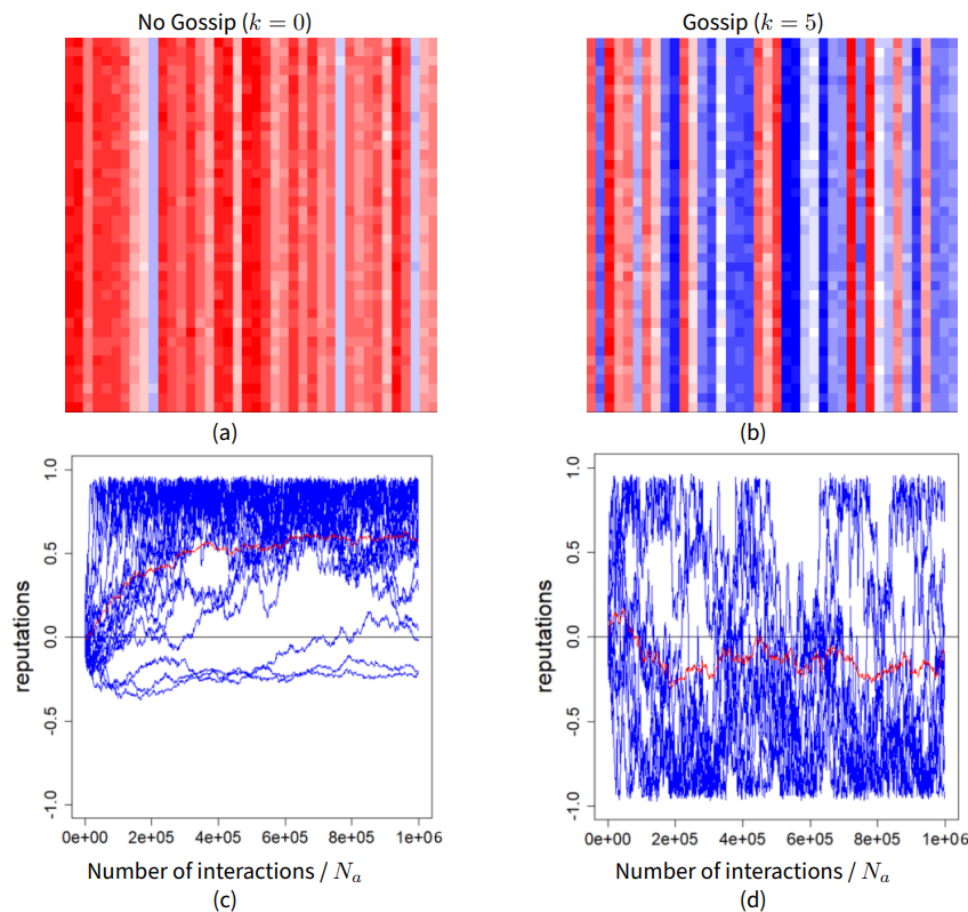 No Gossip (k = 0)
Gossip (k = 5)
(a)
(b)
1.0
0.5
0.0
-0.5
-1.0
reputations
0e+00 2e+05 4e+05 6e+05 8e+05 1e+06
Number of interactions / Na
(c)
1.0
0.5
0.0
-0.5
-1.0
reputations
0e+00 2e+05 4e+05 6e+05 8e+05 1e+06
Number of interactions / Na
(d)